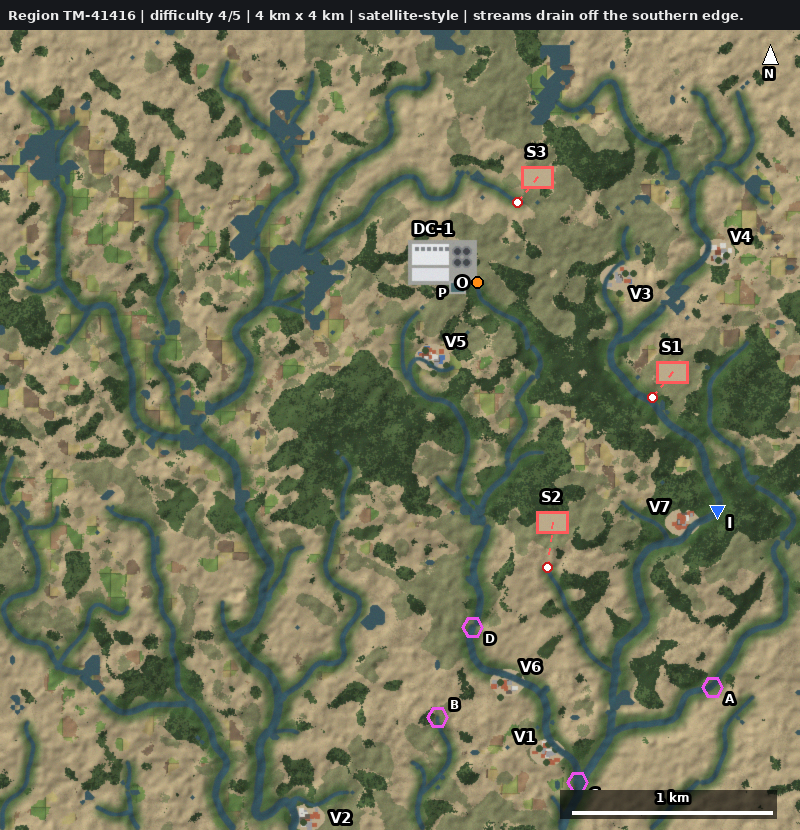 Region TM-41416 | difficulty 4/5 | 4 km x 4 km | satellite-style | streams drain off the southern edge.
N
S3
DC-1
V4
O
P
V3
V5
S1
S2
V7
I
D
V6
A
B
V1
1 km
V2